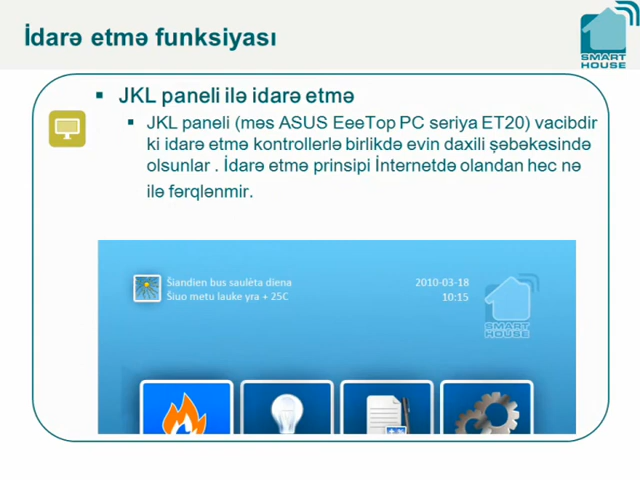 İdarə etmə funksiyası
SMART
HOUSE
JKL paneli ilə idarə etmə
JKL paneli (məs ASUS EeeTop PC seriya ET20) vacibdir
ki idarə etmə kontrollerlə birlikdə evin daxili şəbəkəsində
olsunlar . İdarə etmə prinsipi İnternetdə olandan hec nə
ilə fərqlənmir.
Šiandien bus saulėta diena
Šiuo metu lauke yra + 25C
2010-03-18
10:15
SMART
HOUSE